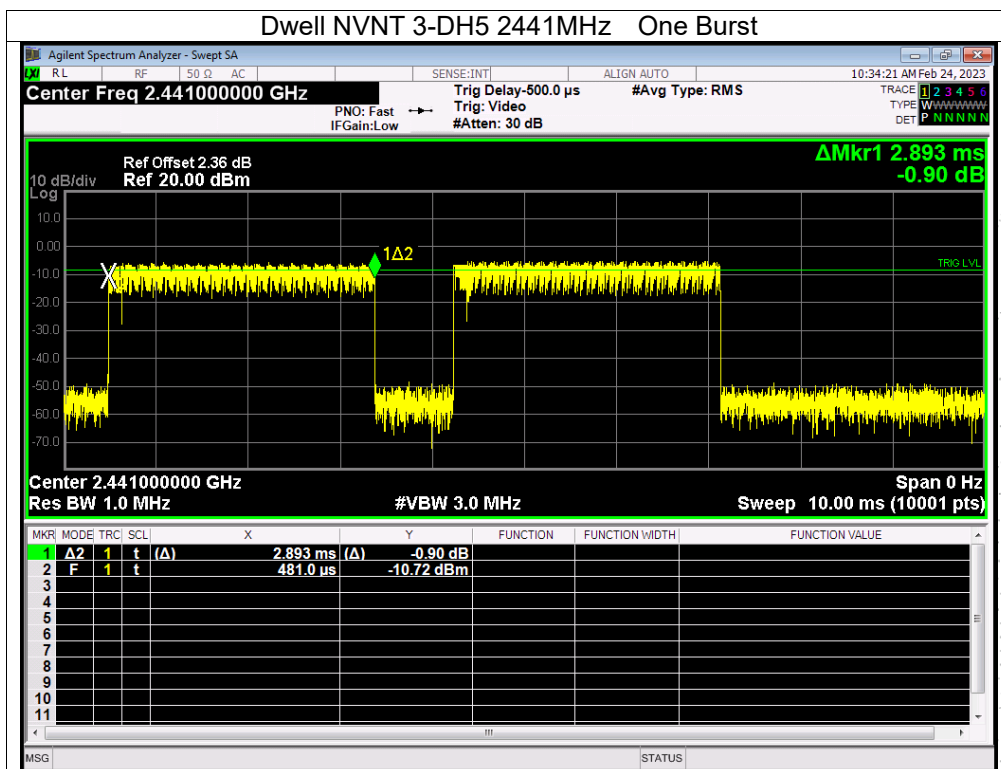 Dwell NVNT 3-DH5 2441MHz One Burst
Agilent Spectrum Analyzer - Swept SA
LXI RL RF 50 Ω AC SENSE:INT ALIGN AUTO 10:34:21 AM Feb 24, 2023
Center Freq 2.441000000 GHz
PNO: Fast
IFGain:Low
Trig Delay-500.0 µs
Trig: Video
#Atten: 30 dB
#Avg Type: RMS
TRACE 1 2 3 4 5 6
TYPE WWWWWW
DET P N N N N N
ΔMkr1 2.893 ms
-0.90 dB
Ref Offset 2.36 dB
10 dB/div Ref 20.00 dBm
Log
10.0
0.00
-10.0
-20.0
-30.0
-40.0
-50.0
-60.0
-70.0
1Δ2
TRIG LVL
Center 2.441000000 GHz Span 0 Hz
Res BW 1.0 MHz #VBW 3.0 MHz Sweep 10.00 ms (10001 pts)
MKR MODE TRC SCL X Y FUNCTION FUNCTION WIDTH FUNCTION VALUE
1 Δ2 1 t (Δ) 2.893 ms (Δ) -0.90 dB
2 F 1 t 481.0 µs -10.72 dBm
3
4
5
6
7
8
9
10
11
MSG STATUS